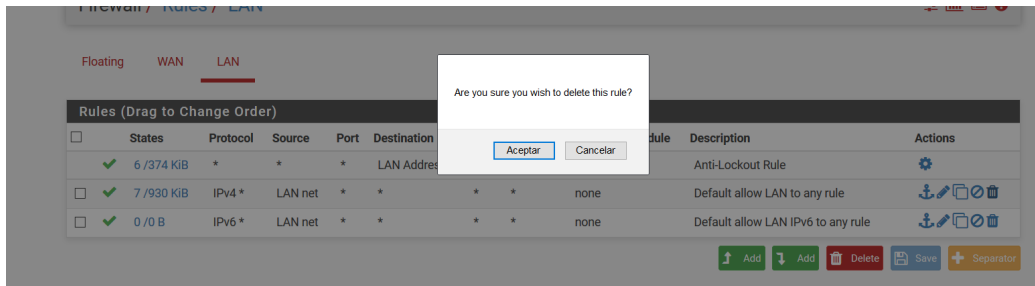 Firewall / Rules / LAN
Floating WAN LAN
Are you sure you wish to delete this rule?
Aceptar Cancelar
Rules (Drag to Change Order)
States Protocol Source Port Destination Description Actions
6 /374 KiB * * * LAN Addres Anti-Lockout Rule
7 /930 KiB IPv4 * LAN net * * * * none Default allow LAN to any rule
0 /0 B IPv6 * LAN net * * * * none Default allow LAN IPv6 to any rule
Add Add Delete Save Separator